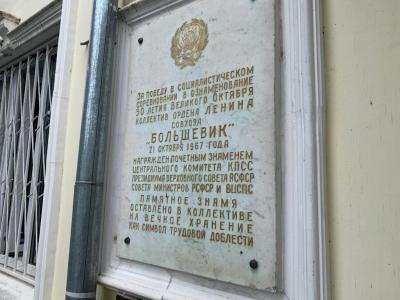 ЗА ПОБЕДУ В СОЦИАЛИСТИЧЕСКОМ
СОРЕВНОВАНИИ В ОЗНАМЕНОВАНИЕ
50 ЛЕТИЯ ВЕЛИКОГО ОКТЯБРЯ
КОЛЛЕКТИВ ОРДЕНА ЛЕНИНА
СОВХОЗА
„БОЛЬШЕВИК"
21 ОКТЯБРЯ 1967 ГОДА
НАГРАЖДЕН ПОЧЕТНЫМ ЗНАМЕНЕМ
ЦЕНТРАЛЬНОГО КОМИТЕТА КПСС
ПРЕЗИДИУМА ВЕРХОВНОГО СОВЕТА РСФСР
СОВЕТА МИНИСТРОВ РСФСР И ВЦСПС
ПАМЯТНОЕ ЗНАМЯ
ОСТАВЛЕНО В КОЛЛЕКТИВЕ
НА ВЕЧНОЕ ХРАНЕНИЕ
КАК СИМВОЛ ТРУДОВОЙ ДОБЛЕСТИ